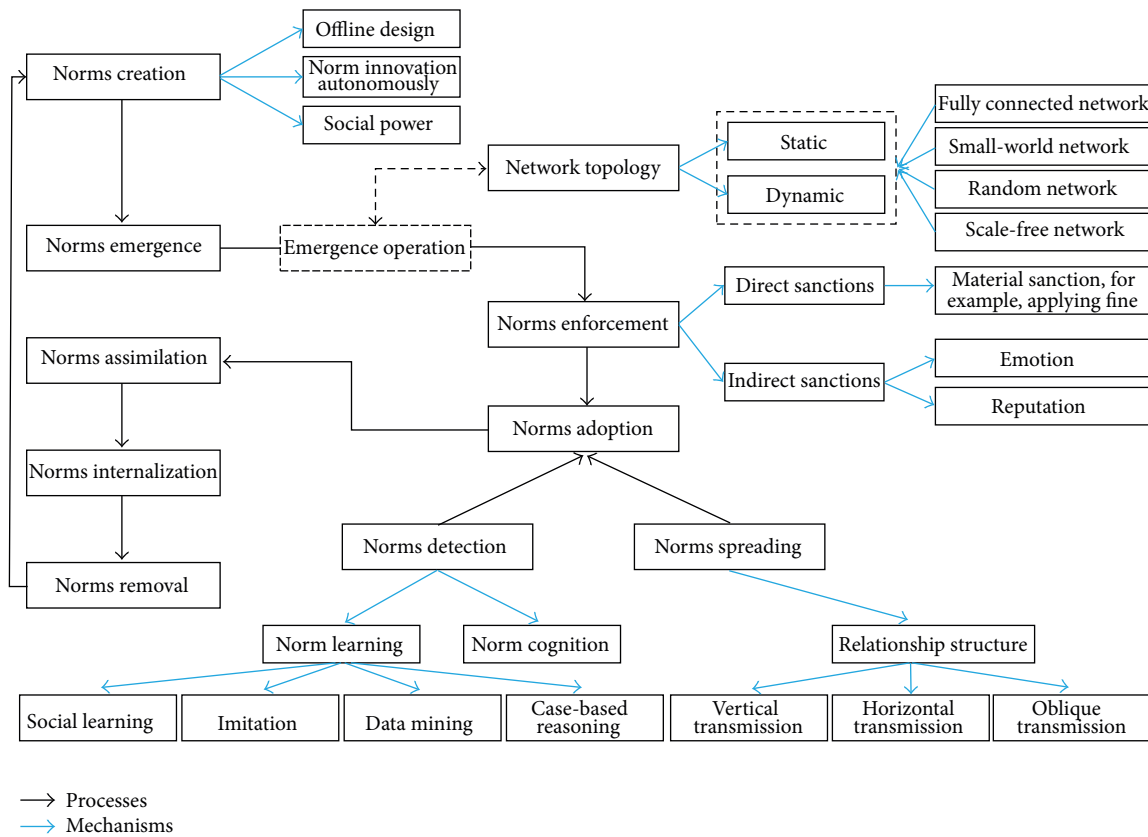 Offline design
Norms creation
Norm innovation
autonomously
Social power
Fully connected network
Small-world network
Random network
Scale-free network
Static
Dynamic
Network topology
Norms emergence
Emergence operation
Direct sanctions
Material sanction, for
example, applying fine
Norms enforcement
Norms assimilation
Indirect sanctions
Emotion
Reputation
Norms adoption
Norms internalization
Norms detection
Norms spreading
Norms removal
Norm learning
Norm cognition
Relationship structure
Social learning
Imitation
Data mining
Case-based
reasoning
Vertical
transmission
Horizontal
transmission
Oblique
transmission
Processes
Mechanisms